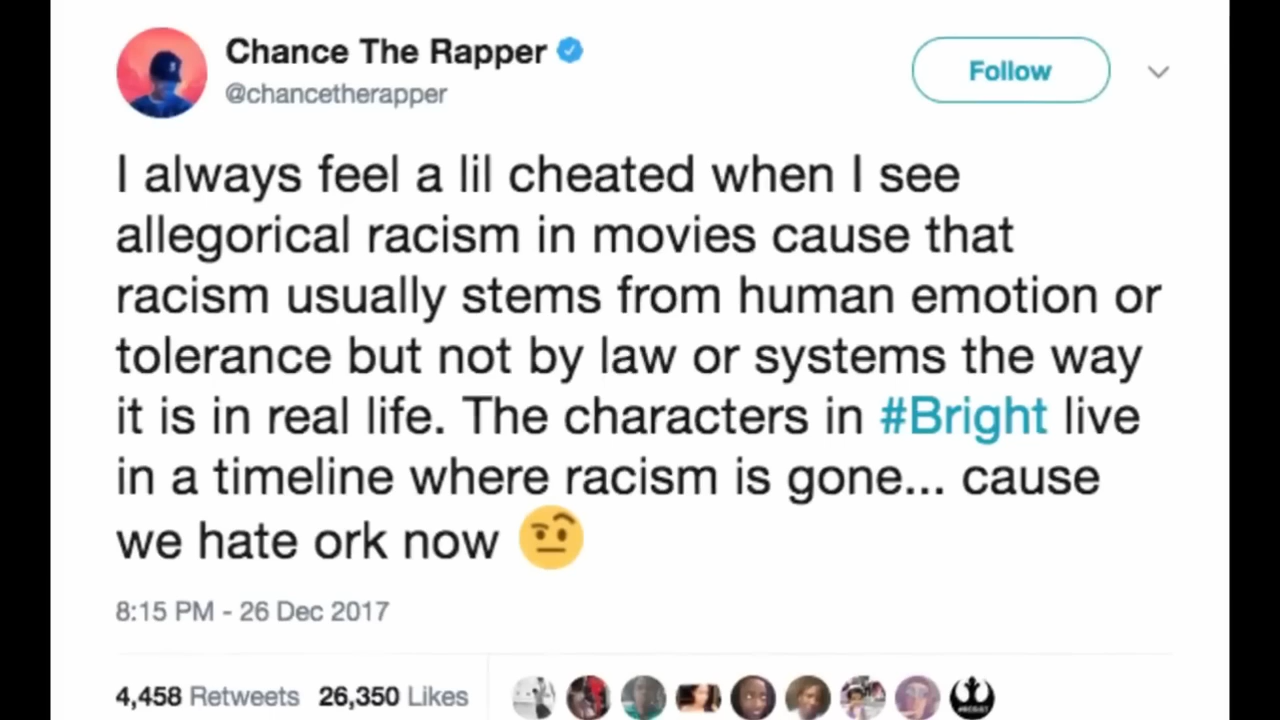 Chance The Rapper
@chancetherapper
Follow
I always feel a lil cheated when I see
allegorical racism in movies cause that
racism usually stems from human emotion or
tolerance but not by law or systems the way
it is in real life. The characters in #Bright live
in a timeline where racism is gone... cause
we hate ork now 🤨
8:15 PM - 26 Dec 2017
4,458 Retweets 26,350 Likes